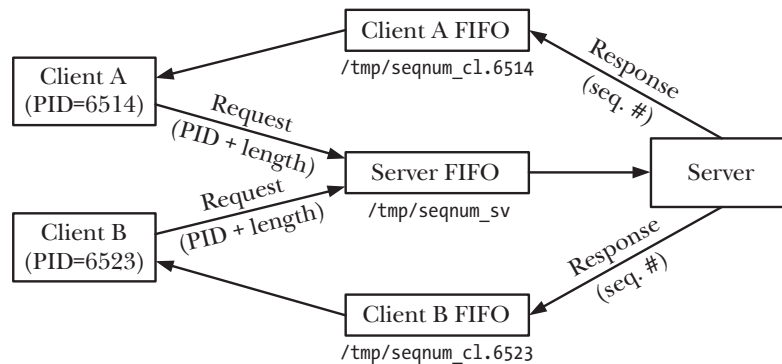 Client A FIFO
/tmp/seqnum_cl.6514
Client A
(PID=6514)
Request
(PID + length)
Response
(seq. #)
Server FIFO
/tmp/seqnum_sv
Server
Client B
(PID=6523)
Request
(PID + length)
Response
(seq. #)
Client B FIFO
/tmp/seqnum_cl.6523